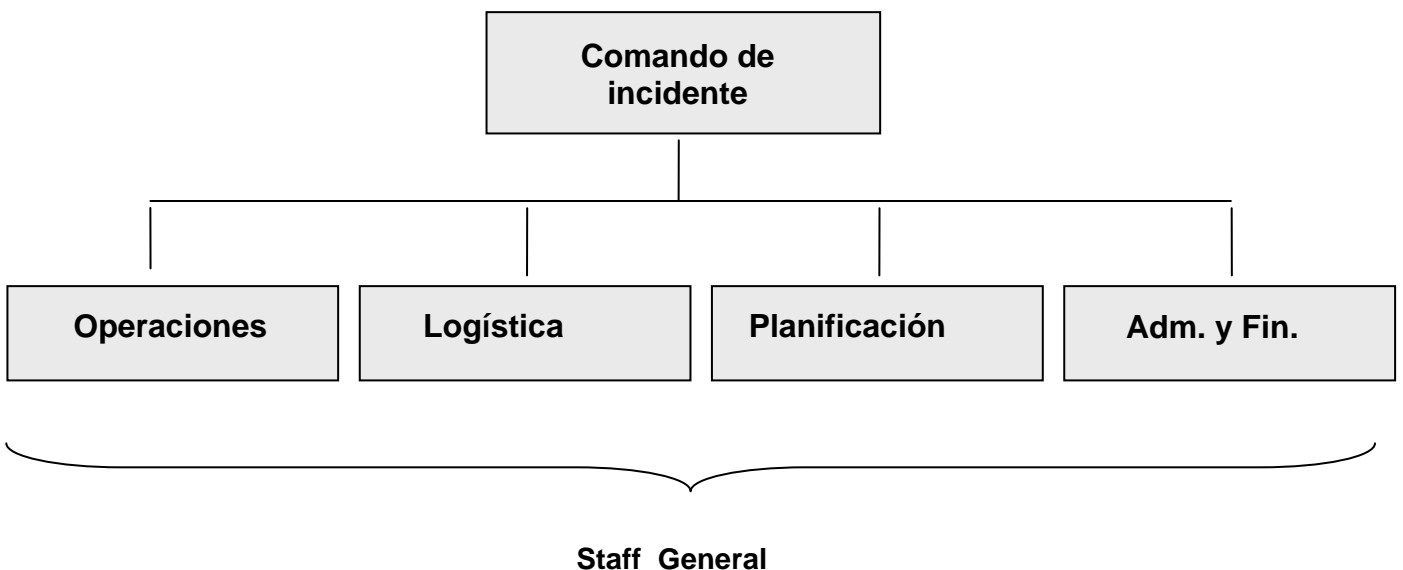 Comando de
incidente
Operaciones
Logística
Planificación
Adm. y Fin.
Staff General